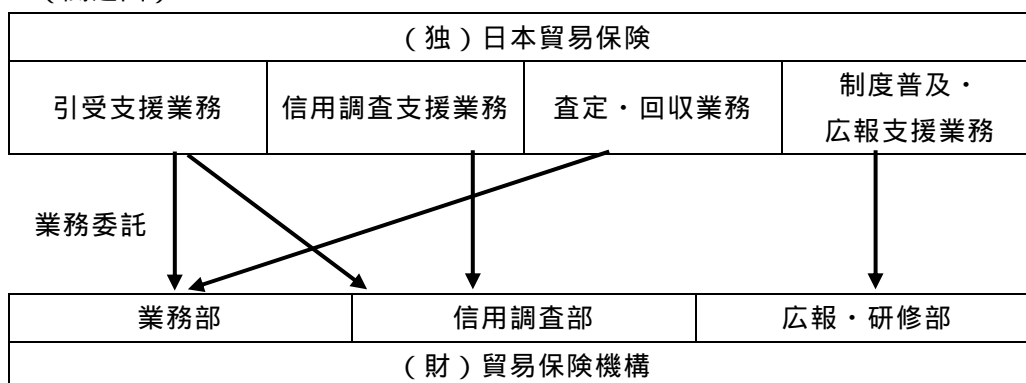 (独)日本貿易保険
引受支援業務 信用調査支援業務 査定・回収業務 制度普及・
広報支援業務
業務委託
業務部 信用調査部 広報・研修部
(財)貿易保険機構